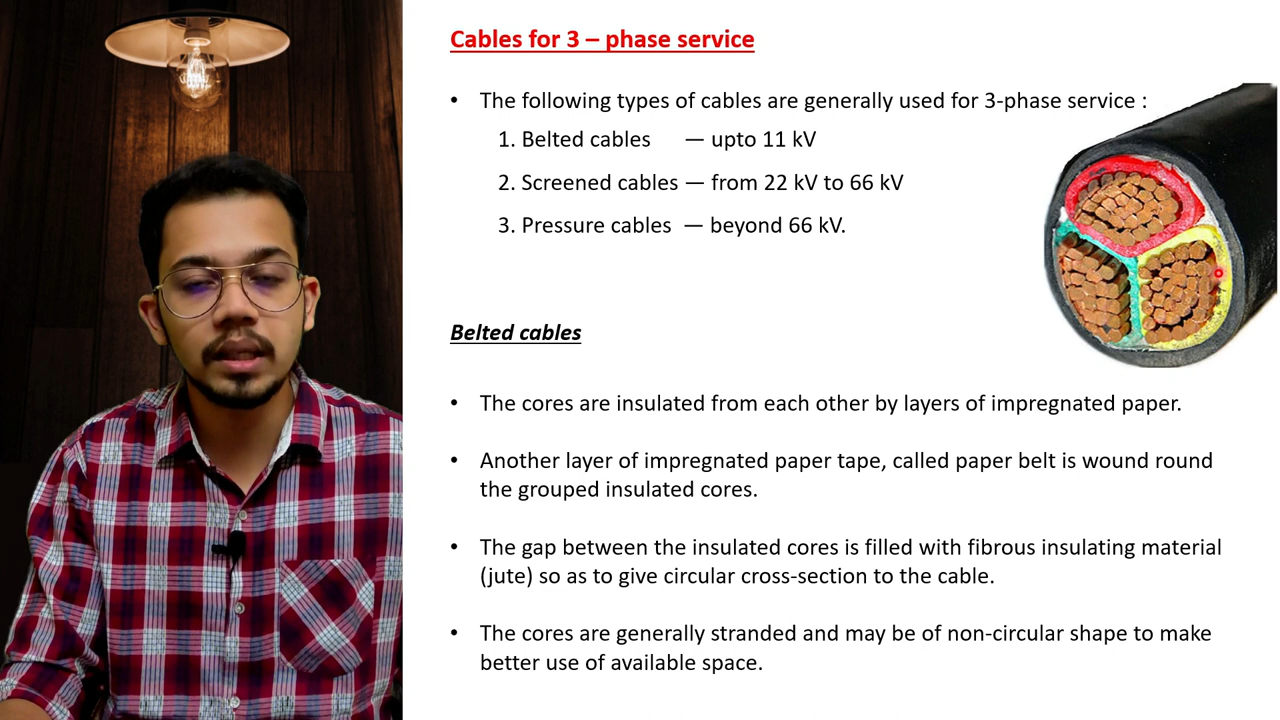 Cables for 3 – phase service
• The following types of cables are generally used for 3-phase service :
1. Belted cables — upto 11 kV
2. Screened cables — from 22 kV to 66 kV
3. Pressure cables — beyond 66 kV.
Belted cables
• The cores are insulated from each other by layers of impregnated paper.
• Another layer of impregnated paper tape, called paper belt is wound round
the grouped insulated cores.
• The gap between the insulated cores is filled with fibrous insulating material
(jute) so as to give circular cross-section to the cable.
• The cores are generally stranded and may be of non-circular shape to make
better use of available space.